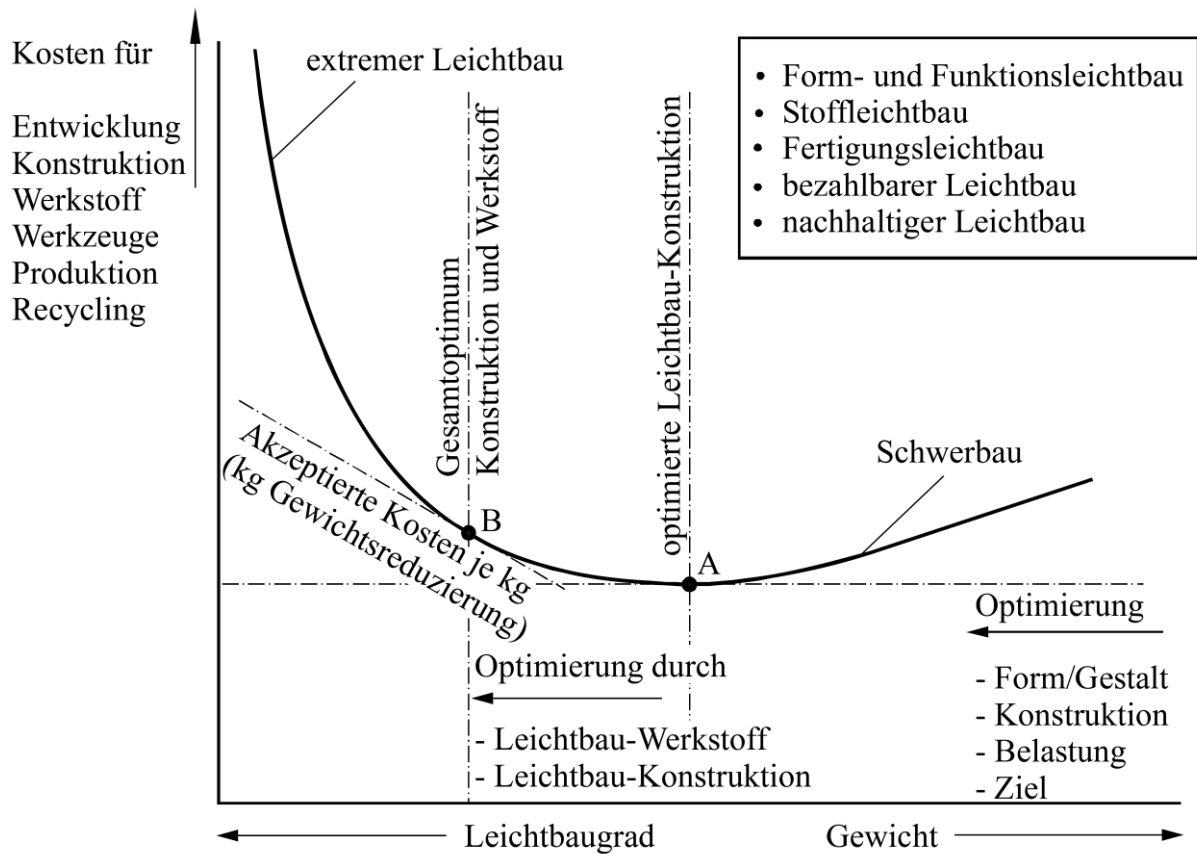 Kosten für
Entwicklung
Konstruktion
Werkstoff
Werkzeuge
Produktion
Recycling
extremer Leichtbau
Gesamtoptimum
Konstruktion und Werkstoff
optimierte Leichtbau-Konstruktion
• Form- und Funktionsleichtbau
• Stoffleichtbau
• Fertigungsleichtbau
• bezahlbarer Leichtbau
• nachhaltiger Leichtbau
Akzeptierte Kosten je kg
(kg Gewichtsreduzierung)
B
A
Schwerbau
Optimierung durch
- Leichtbau-Werkstoff
- Leichtbau-Konstruktion
Optimierung
- Form/Gestalt
- Konstruktion
- Belastung
- Ziel
Leichtbaugrad
Gewicht